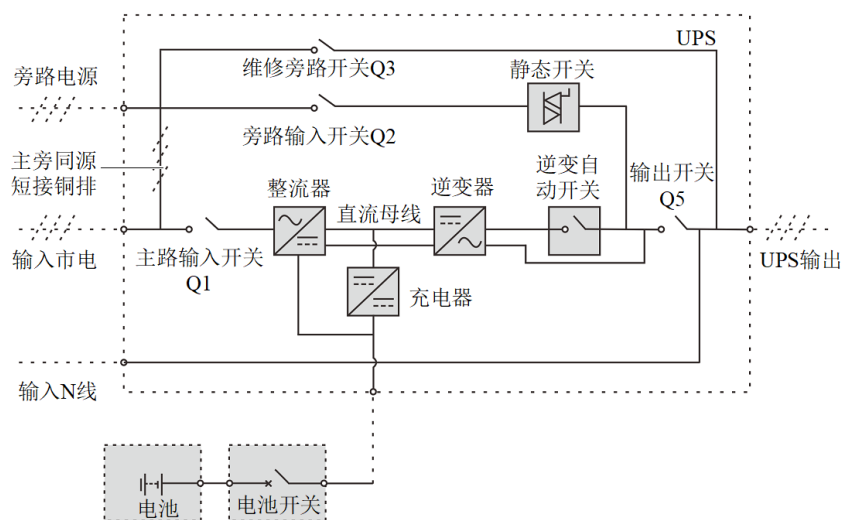 UPS
维修旁路开关Q3
静态开关
旁路电源
旁路输入开关Q2
主旁同源
短接铜排
整流器
直流母线
逆变器
逆变自
动开关
输出开关
Q5
输入市电
主路输入开关
Q1
充电器
UPS输出
输入N线
电池
电池开关